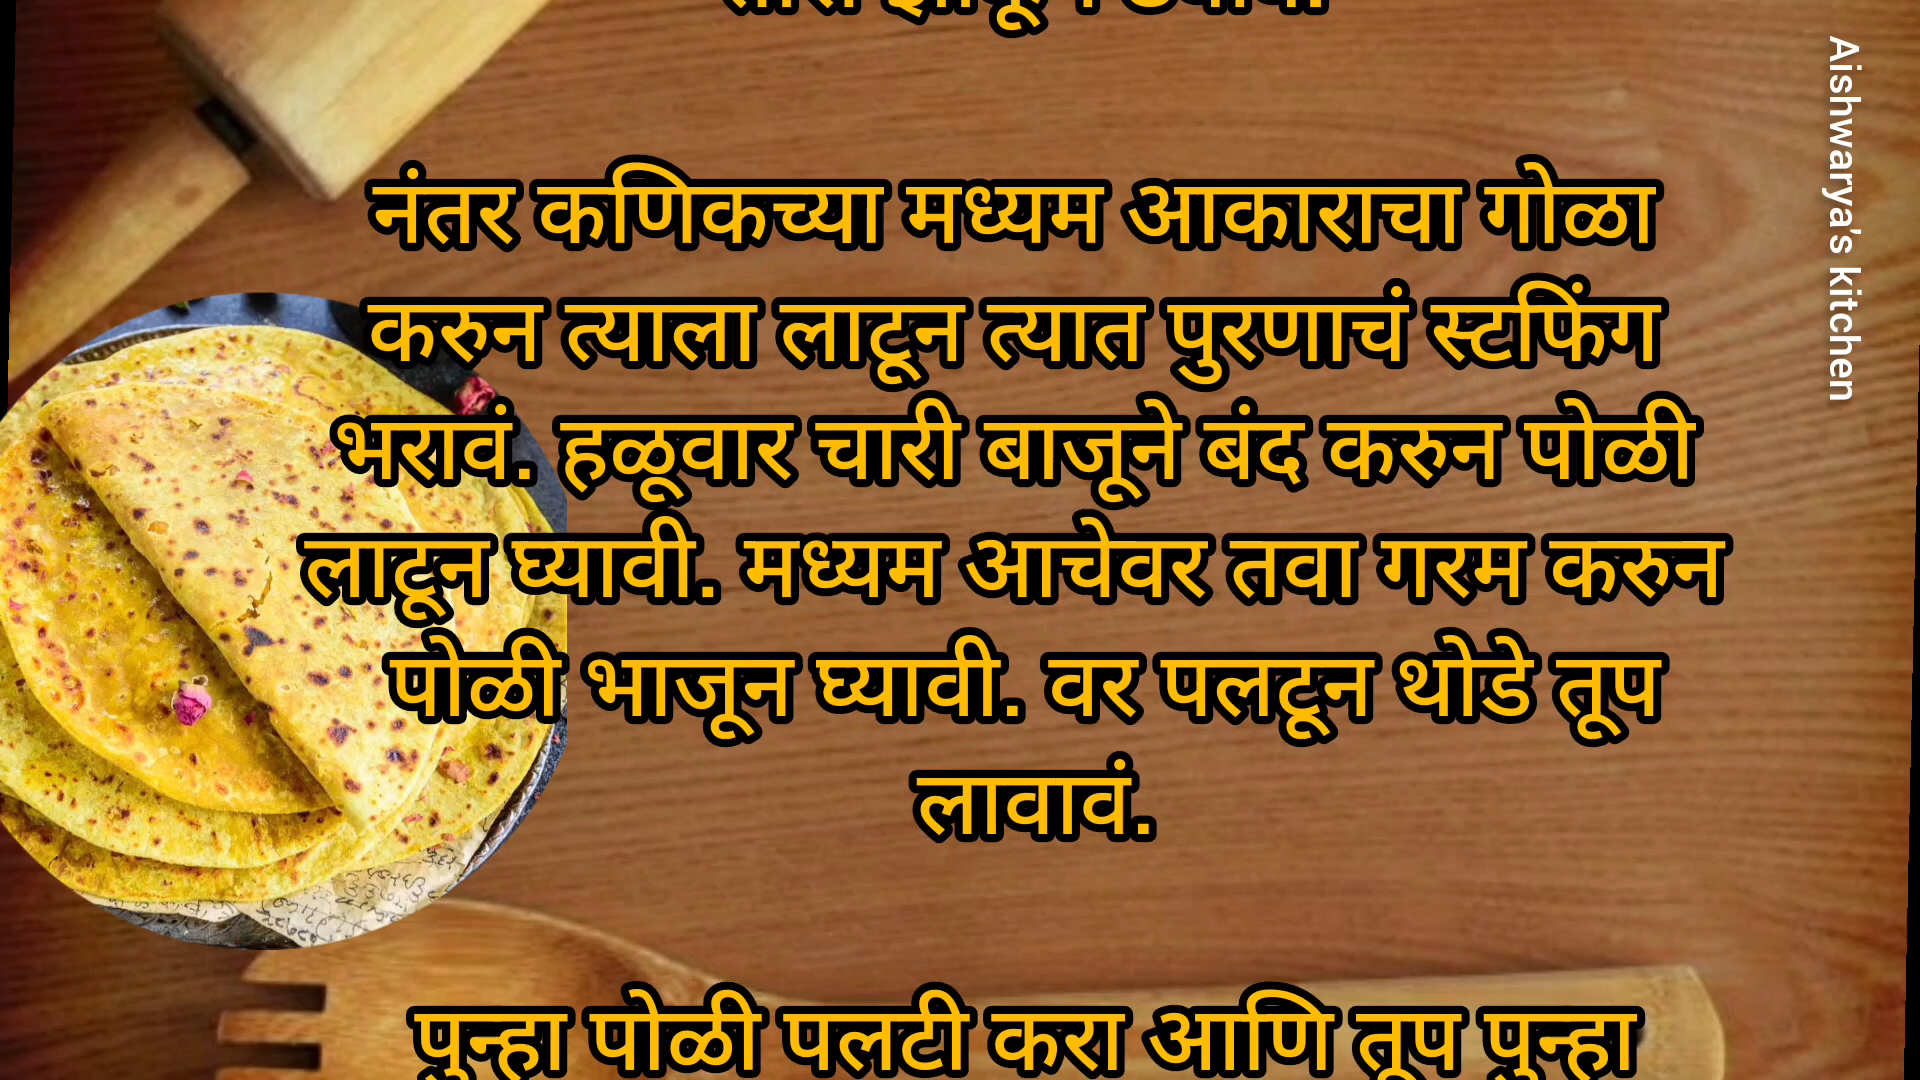 नंतर कणिकच्या मध्यम आकाराचा गोळा
करुन त्याला लाटून त्यात पुरणाचं स्टफिंग
भरावं. हळूवार चारी बाजूने बंद करुन पोळी
लाटून घ्यावी. मध्यम आचेवर तवा गरम करुन
पोळी भाजून घ्यावी. वर पलटून थोडे तूप
लावावं.
पुन्हा पोळी पलटी करा आणि तूप पुन्हा
Aishwarya's kitchen